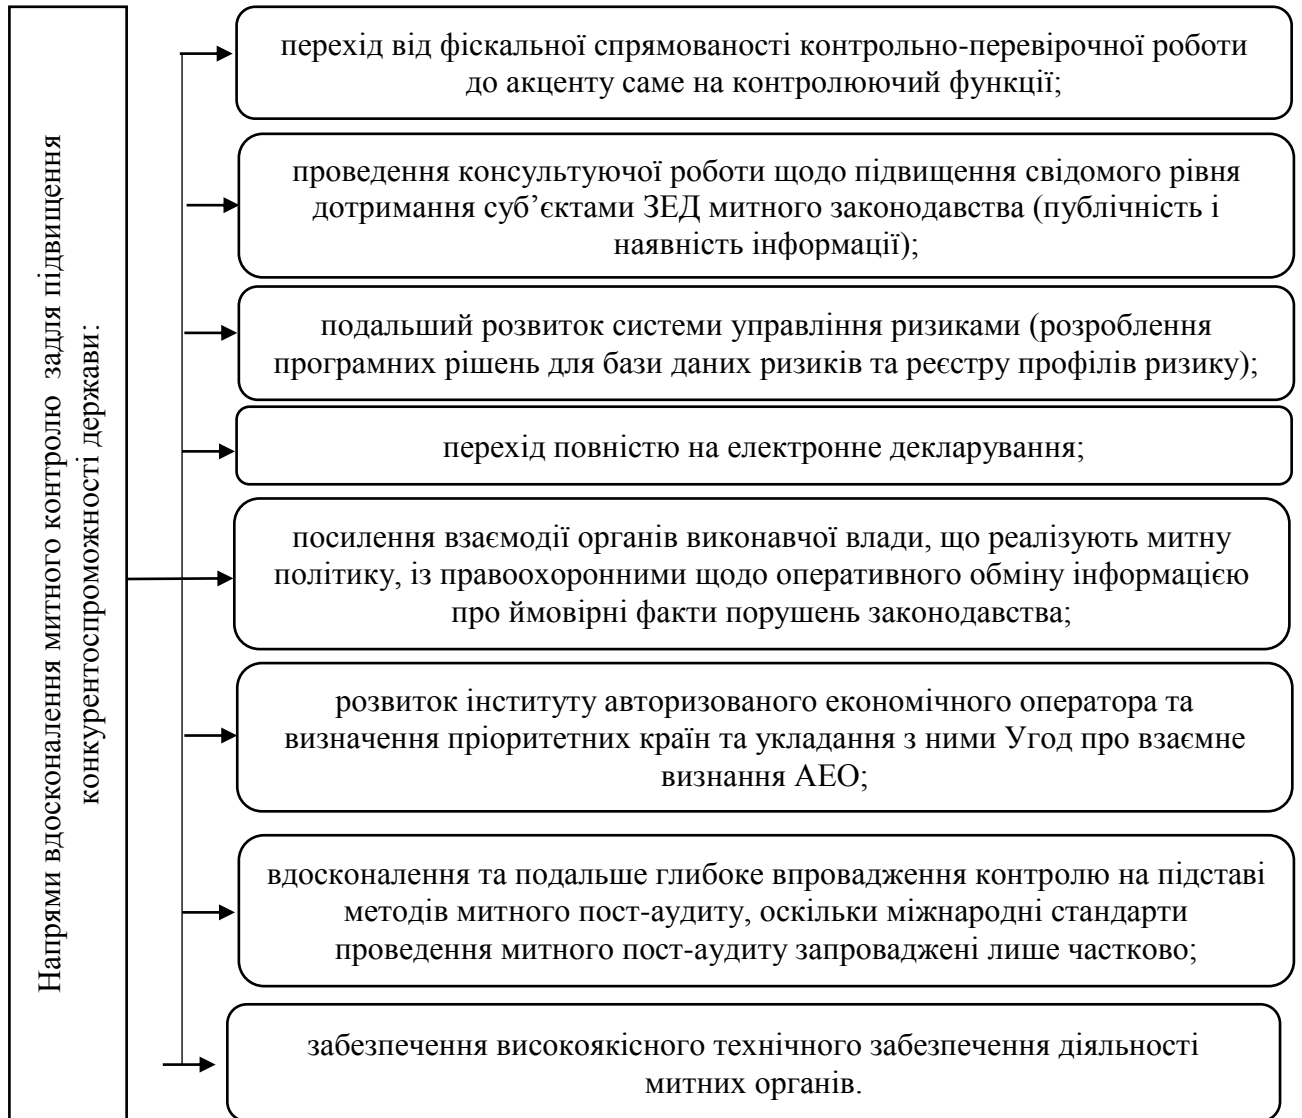 Напрями вдосконалення митного контролю задля підвищення
конкурентоспроможності держави:
перехід від фіскальної спрямованості контрольно-перевірочної роботи
до акценту саме на контролюючий функції;
проведення консультуючої роботи щодо підвищення свідомого рівня
дотримання суб’єктами ЗЕД митного законодавства (публічність і
наявність інформації);
подальший розвиток системи управління ризиками (розроблення
програмних рішень для бази даних ризиків та реєстру профілів ризику);
перехід повністю на електронне декларування;
посилення взаємодії органів виконавчої влади, що реалізують митну
політику, із правоохоронними щодо оперативного обміну інформацією
про ймовірні факти порушень законодавства;
розвиток інституту авторизованого економічного оператора та
визначення пріоритетних країн та укладання з ними Угод про взаємне
визнання АЕО;
вдосконалення та подальше глибоке впровадження контролю на підставі
методів митного пост-аудиту, оскільки міжнародні стандарти
проведення митного пост-аудиту запроваджені лише частково;
забезпечення високоякісного технічного забезпечення діяльності
митних органів.